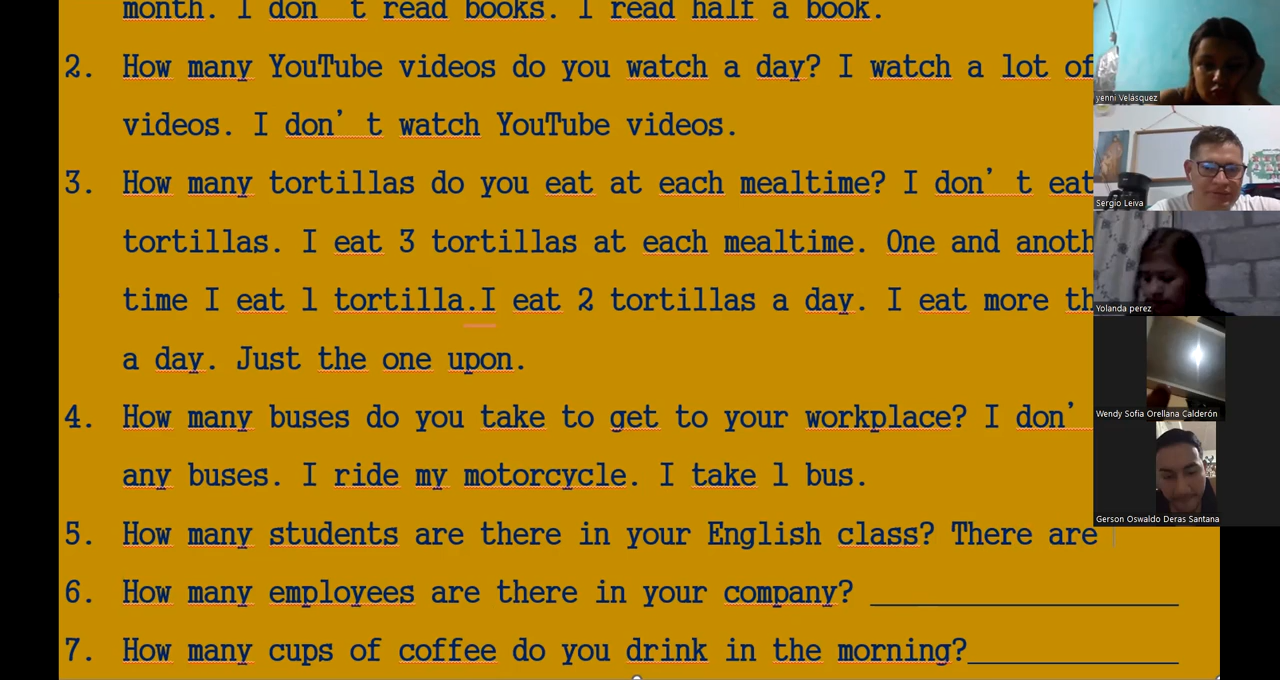 month. I don't read books. I read half a book.
2. How many YouTube videos do you watch a day? I watch a lot of
videos. I don't watch YouTube videos.
3. How many tortillas do you eat at each mealtime? I don't eat
tortillas. I eat 3 tortillas at each mealtime. One and anoth
time I eat 1 tortilla.I eat 2 tortillas a day. I eat more th
a day. Just the one upon.
4. How many buses do you take to get to your workplace? I don'
any buses. I ride my motorcycle. I take 1 bus.
5. How many students are there in your English class? There are
6. How many employees are there in your company?
7. How many cups of coffee do you drink in the morning?
yenni Velásquez
Sergio Leiva
Yolanda perez
Wendy Sofia Orellana Calderón
Gerson Oswaldo Deras Santana